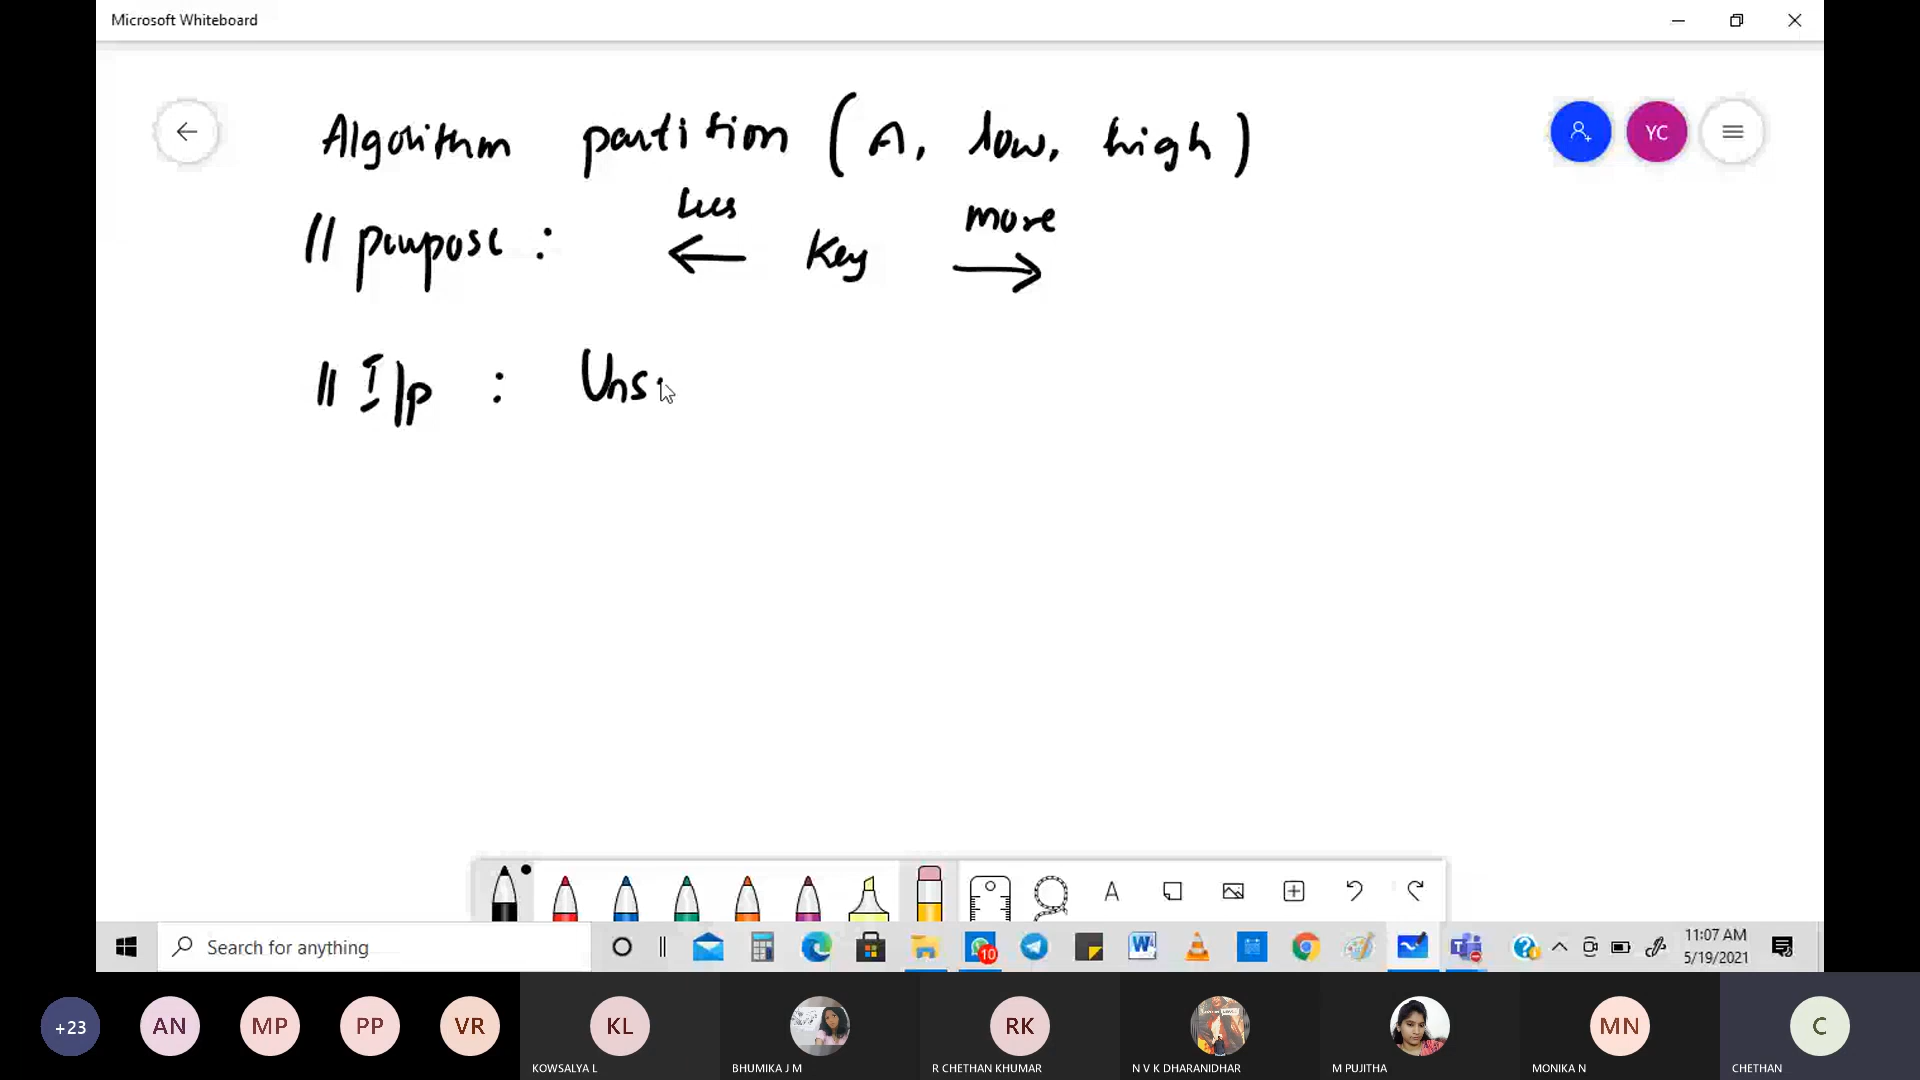 Microsoft Whiteboard
Algorithm partition (A, low, high)
YC
less more
// purpose : ← key →
// I/p : Uns
A
Search for anything
10
11:07 AM
5/19/2021
+23 AN MP PP VR KL RK MN C
KOWSALYA L BHUMIKA J M R CHETHAN KHUMAR N V K DHARANIDHAR M PUJITHA MONIKA N CHETHAN